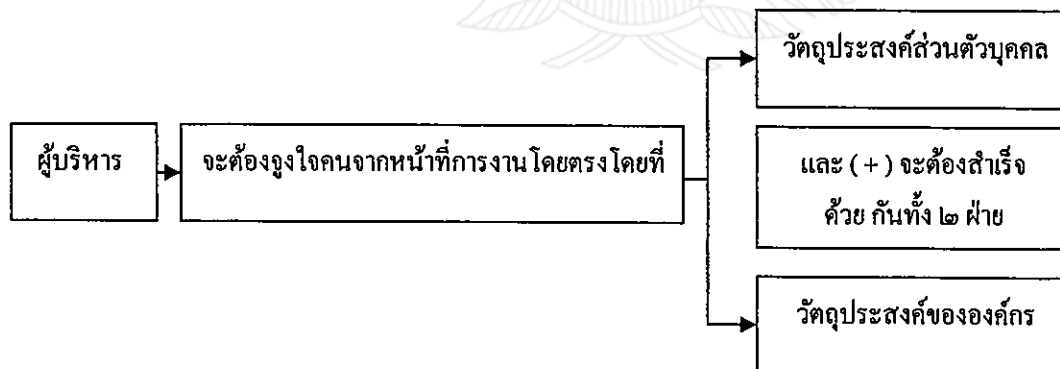 วัตถุประสงค์ส่วนตัวบุคคล
ผู้บริหาร
จะต้องจูงใจคนจากหน้าที่การงานโดยตรงโดยที่
และ (+) จะต้องสำเร็จ
ด้วย กันทั้ง ๒ ฝ่าย
วัตถุประสงค์ขององค์กร